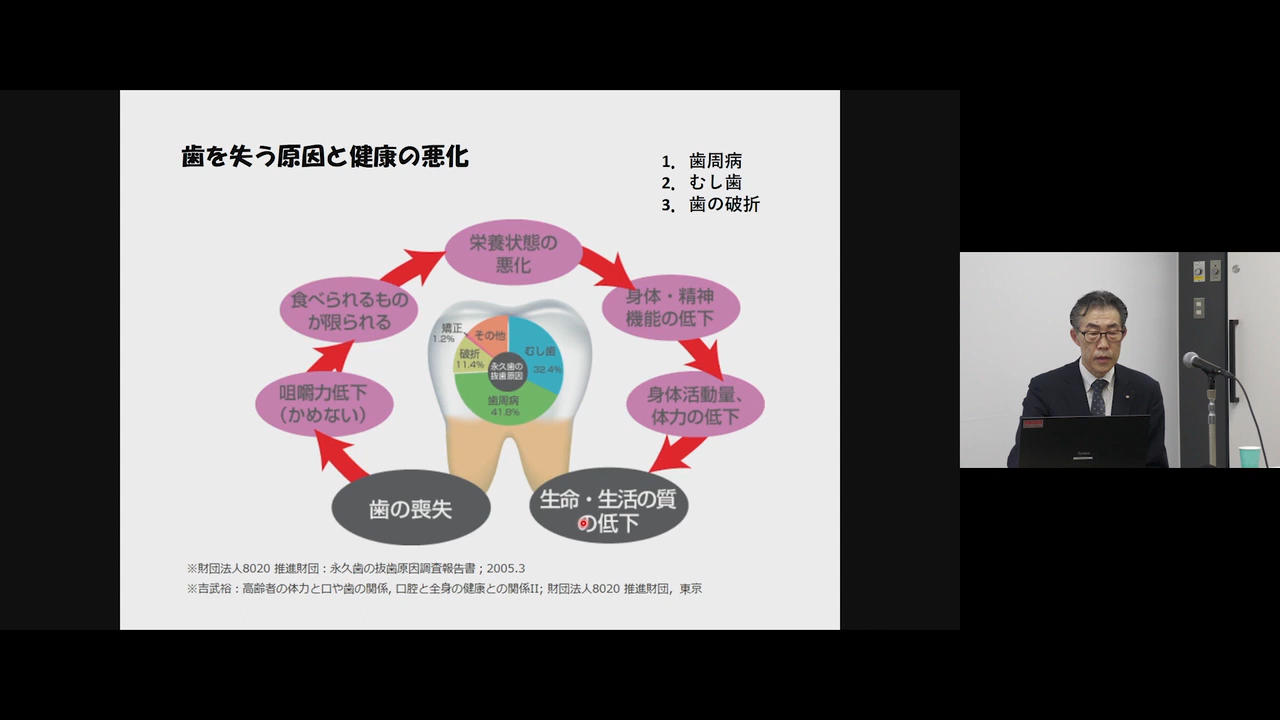 歯を失う原因と健康の悪化
1. 歯周病
2. むし歯
3. 歯の破折
栄養状態の
悪化
食べられるもの
が限られる
身体・精神
機能の低下
矯正
1.2%
その他
むし歯
32.4%
破折
11.4%
永久歯の
抜歯原因
歯周病
41.8%
咀嚼力低下
（かめない）
身体活動量、
体力の低下
歯の喪失
生命・生活の質
の低下
※財団法人8020 推進財団：永久歯の抜歯原因調査報告書；2005.3
※吉武裕：高齢者の体力と口や歯の関係, 口腔と全身の健康との関係II; 財団法人8020 推進財団，東京